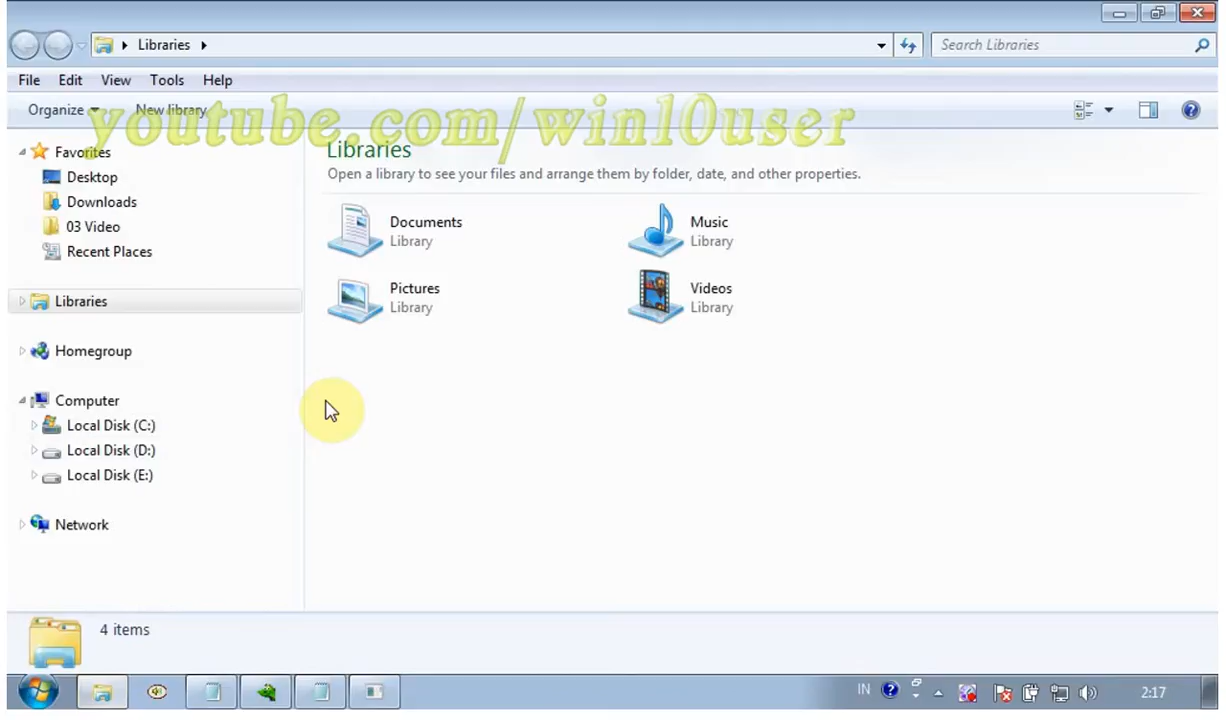 Libraries
Search Libraries
File Edit View Tools Help
Organize New library
youtube.com/win10user
Favorites
Desktop
Downloads
03 Video
Recent Places
Libraries
Homegroup
Computer
Local Disk (C:)
Local Disk (D:)
Local Disk (E:)
Network
Libraries
Open a library to see your files and arrange them by folder, date, and other properties.
Documents
Library
Music
Library
Pictures
Library
Videos
Library
4 items
IN
2:17